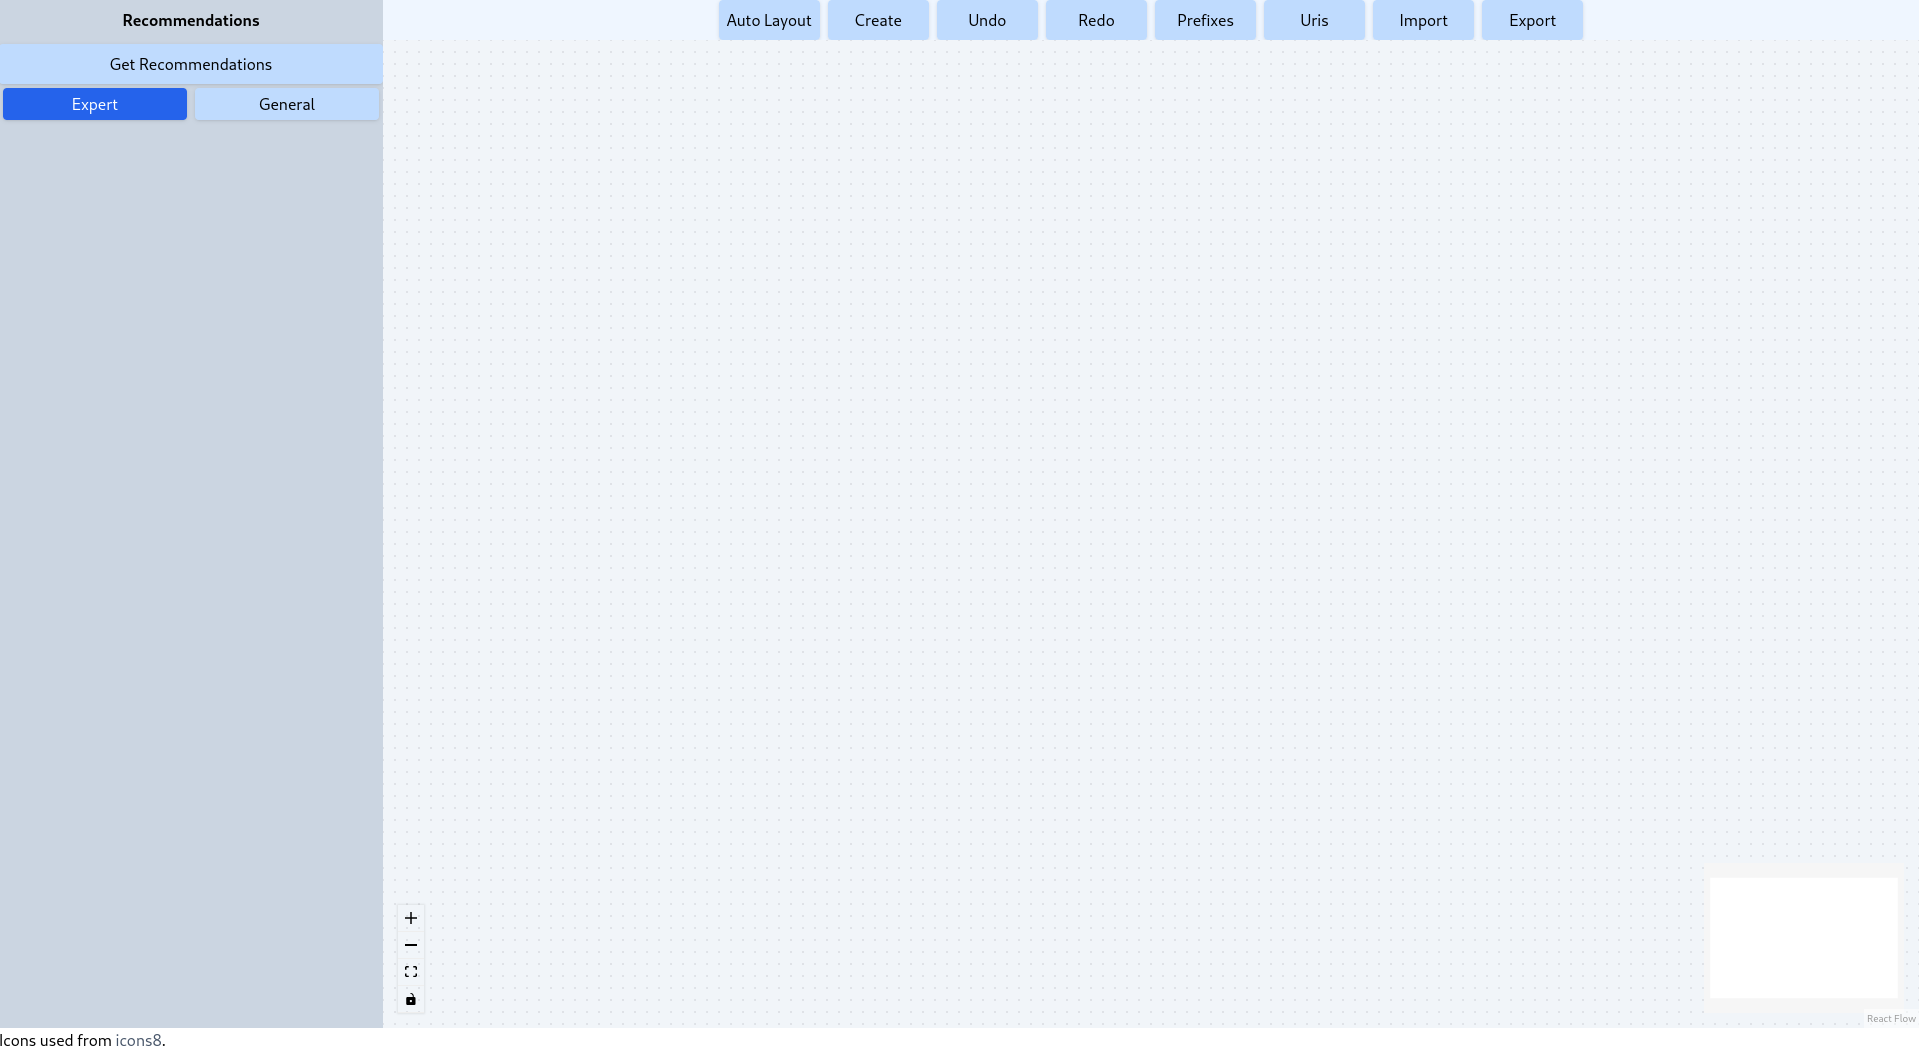 Recommendations
Get Recommendations
Expert General
Auto Layout Create Undo Redo Prefixes Uris Import Export
React Flow
Icons used from icons8.